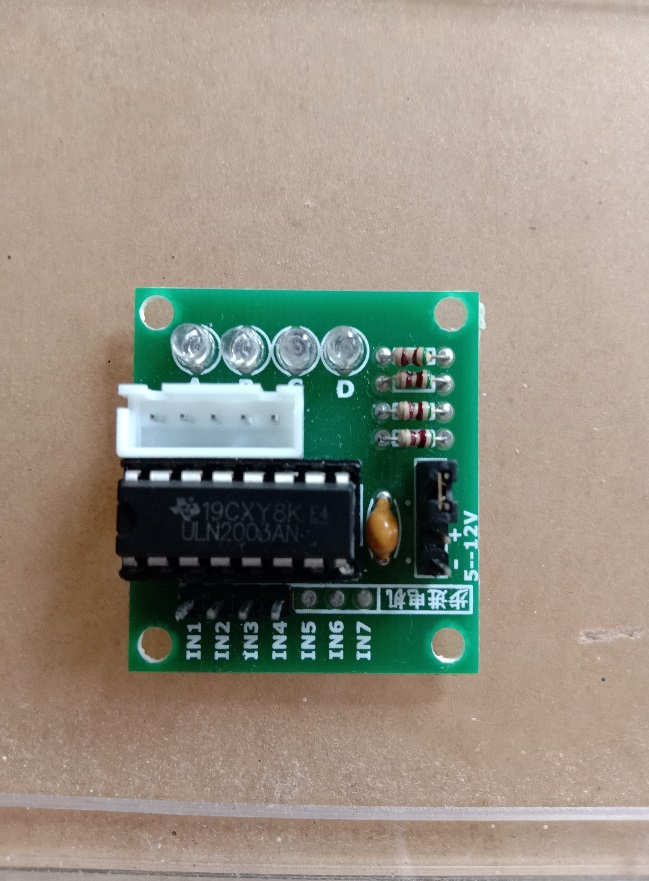 D
19CXY8K E4
ULN2003AN
+
-
5--12V
步进电机
IN1
IN2
IN3
IN4
IN5
IN6
IN7